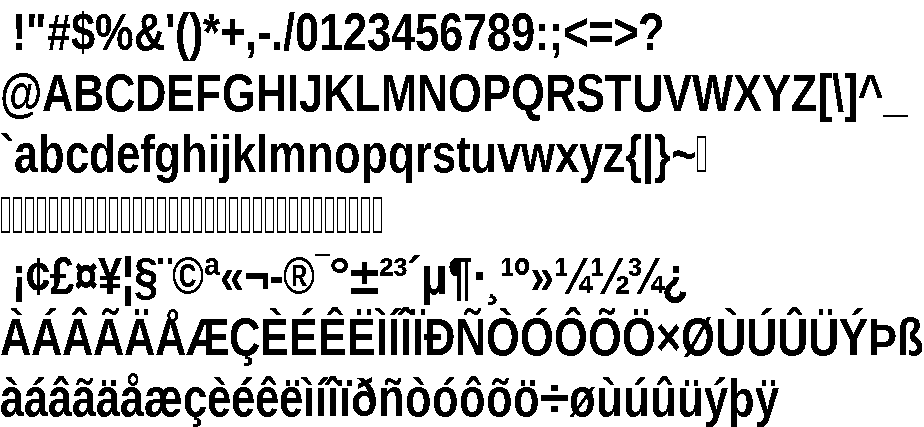 !"#$%&'()*+,-./0123456789:;<=>?
@ABCDEFGHIJKLMNOPQRSTUVWXYZ[\]^_
`abcdefghijklmnopqrstuvwxyz{|}~
¡¢£¤¥¦§¨©ª«¬-®¯°±²³´µ¶·¸¹º»¼½¾¿
ÀÁÂÃÄÅÆÇÈÉÊËÌÍÎÏÐÑÒÓÔÕÖ×ØÙÚÛÜÝÞß
àáâãäåæçèéêëìíîïðñòóôõö÷øùúûüýþÿ